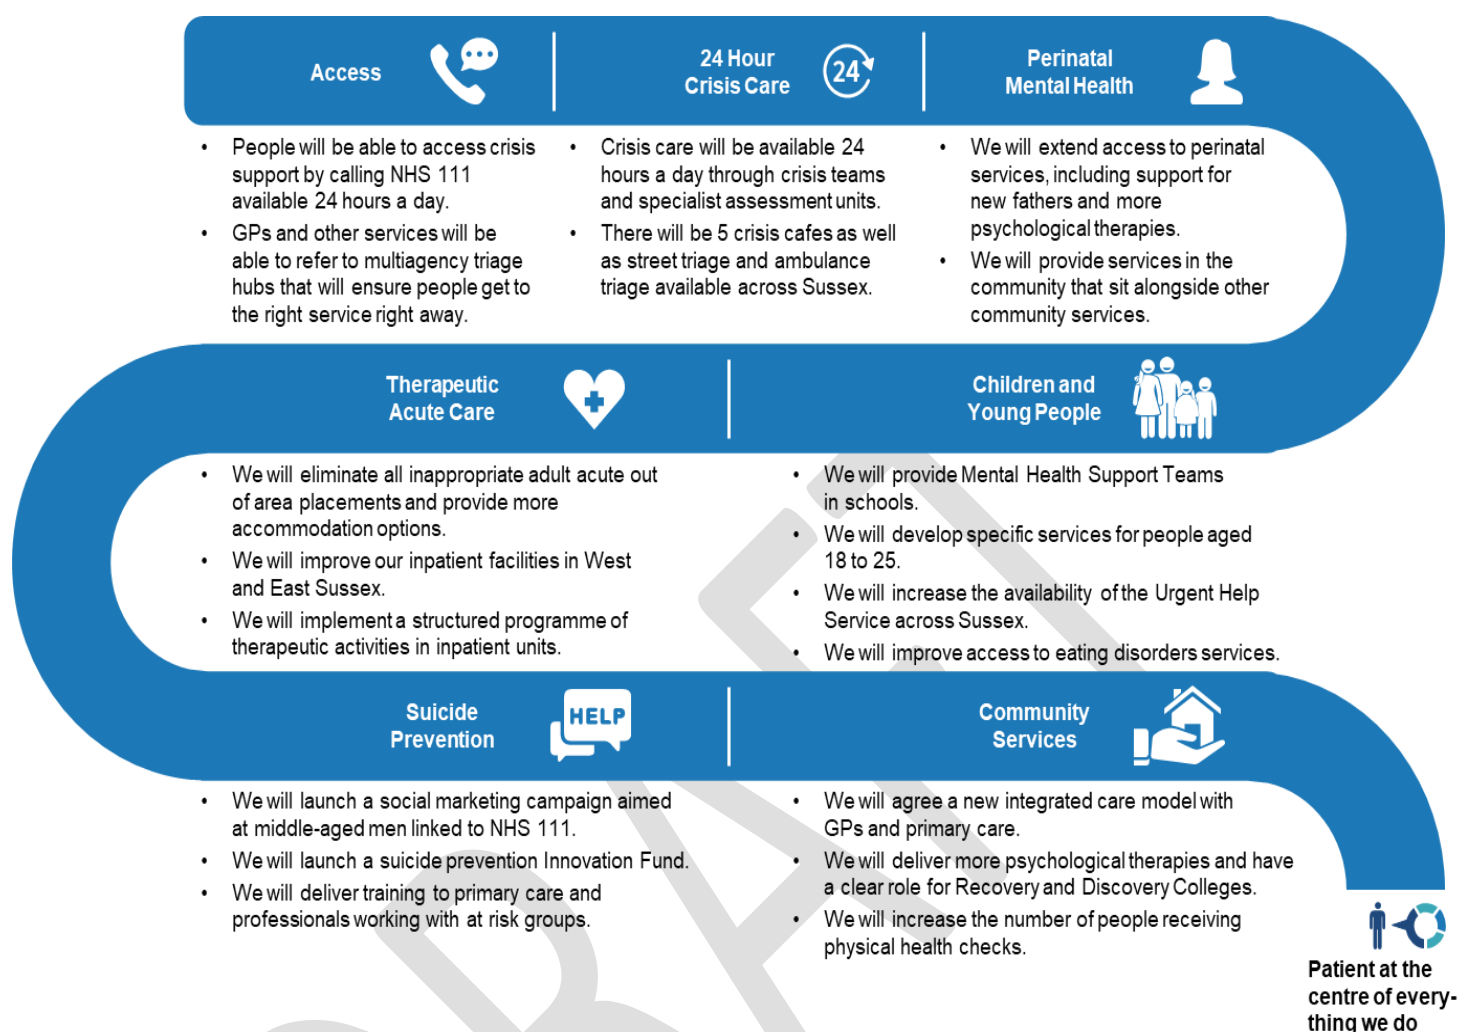 Access
24 Hour
Crisis Care
24
Perinatal
Mental Health
• People will be able to access crisis
support by calling NHS 111
available 24 hours a day.
• GPs and other services will be
able to refer to multiagency triage
hubs that will ensure people get to
the right service right away.
• Crisis care will be available 24
hours a day through crisis teams
and specialist assessment units.
• There will be 5 crisis cafes as well
as street triage and ambulance
triage available across Sussex.
• We will extend access to perinatal
services, including support for
new fathers and more
psychological therapies.
• We will provide services in the
community that sit alongside other
community services.
Therapeutic
Acute Care
Children and
Young People
• We will eliminate all inappropriate adult acute out
of area placements and provide more
accommodation options.
• We will improve our inpatient facilities in West
and East Sussex.
• We will implement a structured programme of
therapeutic activities in inpatient units.
• We will provide Mental Health Support Teams
in schools.
• We will develop specific services for people aged
18 to 25.
• We will increase the availability of the Urgent Help
Service across Sussex.
• We will improve access to eating disorders services.
Suicide
Prevention
HELP
Community
Services
• We will launch a social marketing campaign aimed
at middle-aged men linked to NHS 111.
• We will launch a suicide prevention Innovation Fund.
• We will deliver training to primary care and
professionals working with at risk groups.
• We will agree a new integrated care model with
GPs and primary care.
• We will deliver more psychological therapies and have
a clear role for Recovery and Discovery Colleges.
• We will increase the number of people receiving
physical health checks.
Patient at the
centre of every-
thing we do
DRAFT